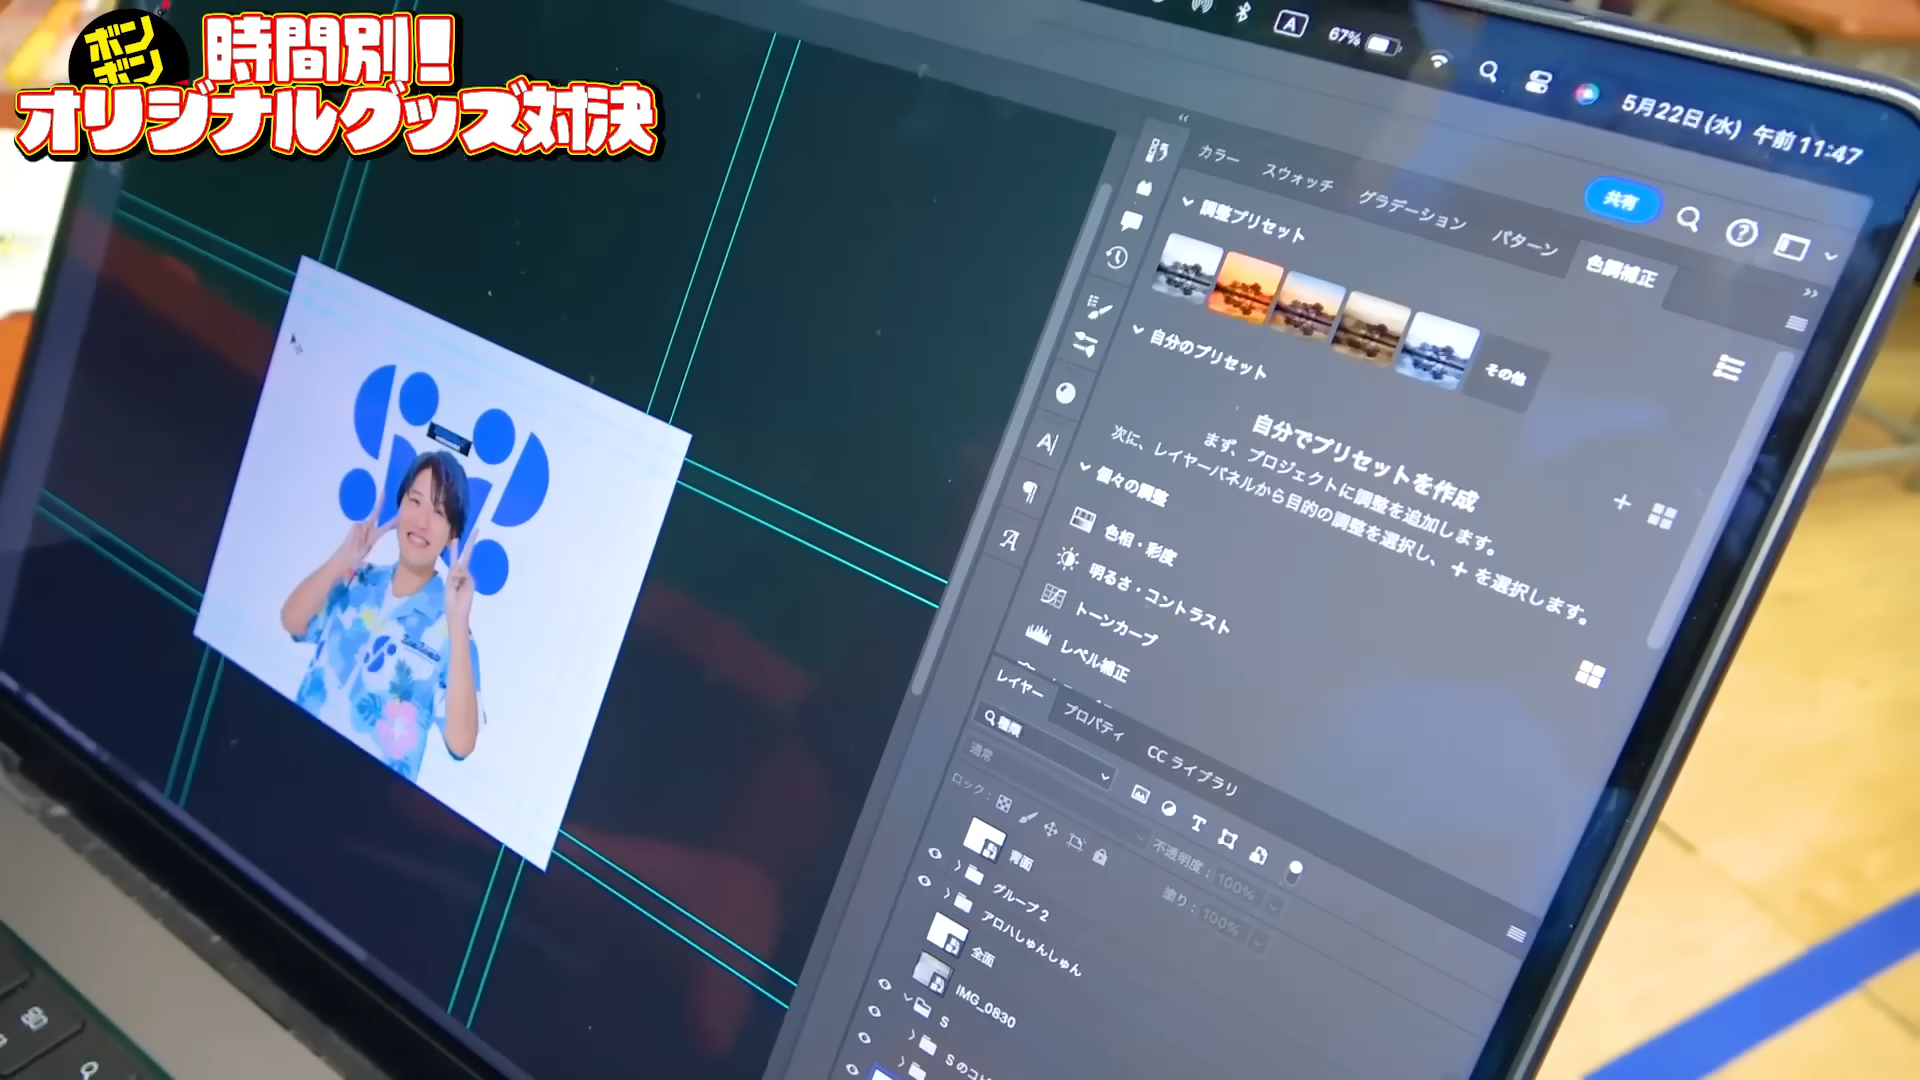 ボンボン
時間別!
オリジナルグッズ対決
A
67%
5月22日(水) 午前11:47
カラー
スウォッチ
グラデーション
パターン
色調補正
共有
調整プリセット
その他
自分のプリセット
自分でプリセットを作成
まず、プロジェクトに調整を追加します。
次に、レイヤーパネルから目的の調整を選択し、+ を選択します。
個々の調整
色相・彩度
明るさ・コントラスト
トーンカーブ
レベル補正
レイヤー
プロパティ
CC ライブラリ
種類
通常
不透明度: 100%
ロック:
塗り: 100%
背面
グループ 2
アロハしゅんしゅん
全面
IMG_0830
S
S のコピ